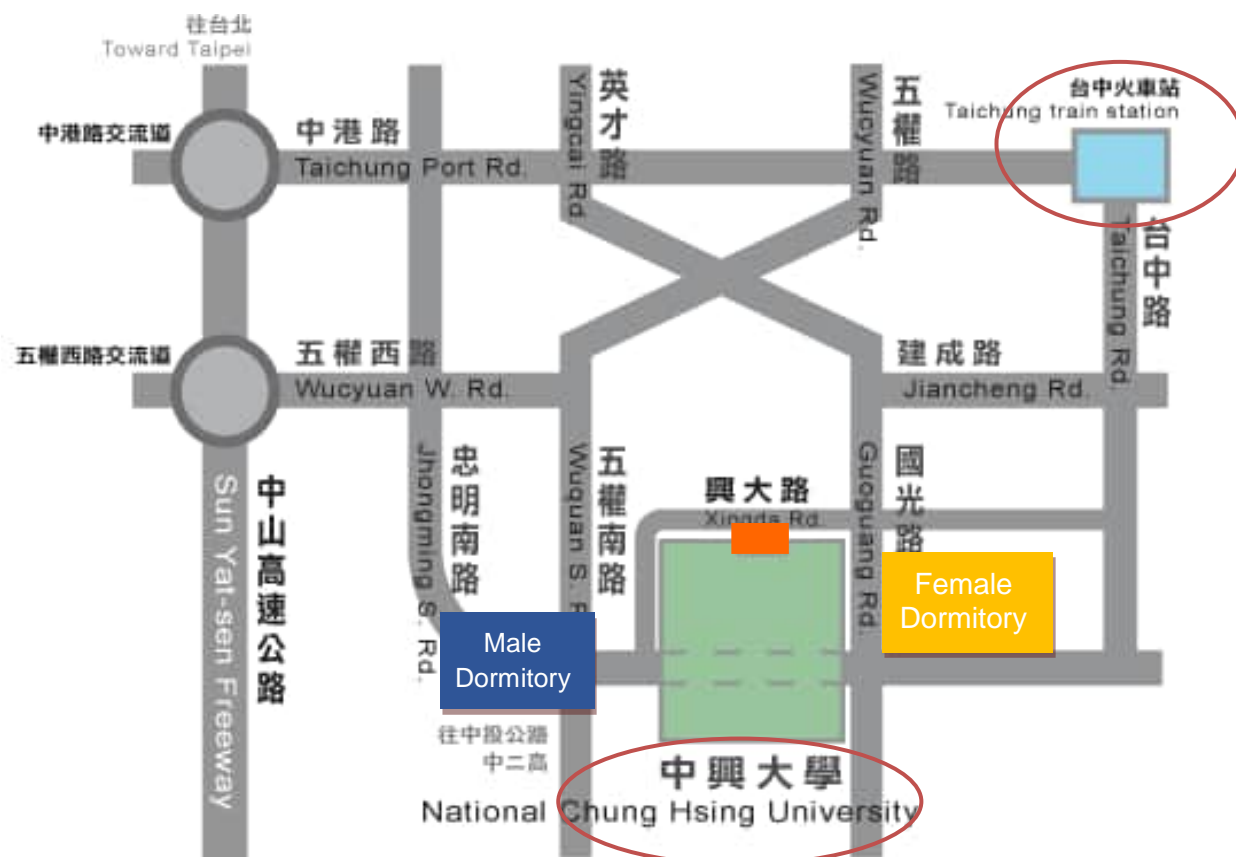 往台北
Toward Taipei
中港路交流道
中港路
Taichung Port Rd.
英才路
Yingcai Rd
五權路
Wucyuan Rd.
台中火車站
Taichung train station
台中路
Taichung Rd.
五權西路交流道
五權西路
Wucyuan W. Rd.
建成路
Jiancheng Rd.
中山高速公路
Sun Yat-sen Freeway
忠明南路
Jhongming S. Rd.
五權南路
Wuquan S. R
興大路
Xingda Rd.
國光路
Guoguang Rd.
Male
Dormitory
Female
Dormitory
往中投公路
中二高
中興大學
National Chung Hsing University